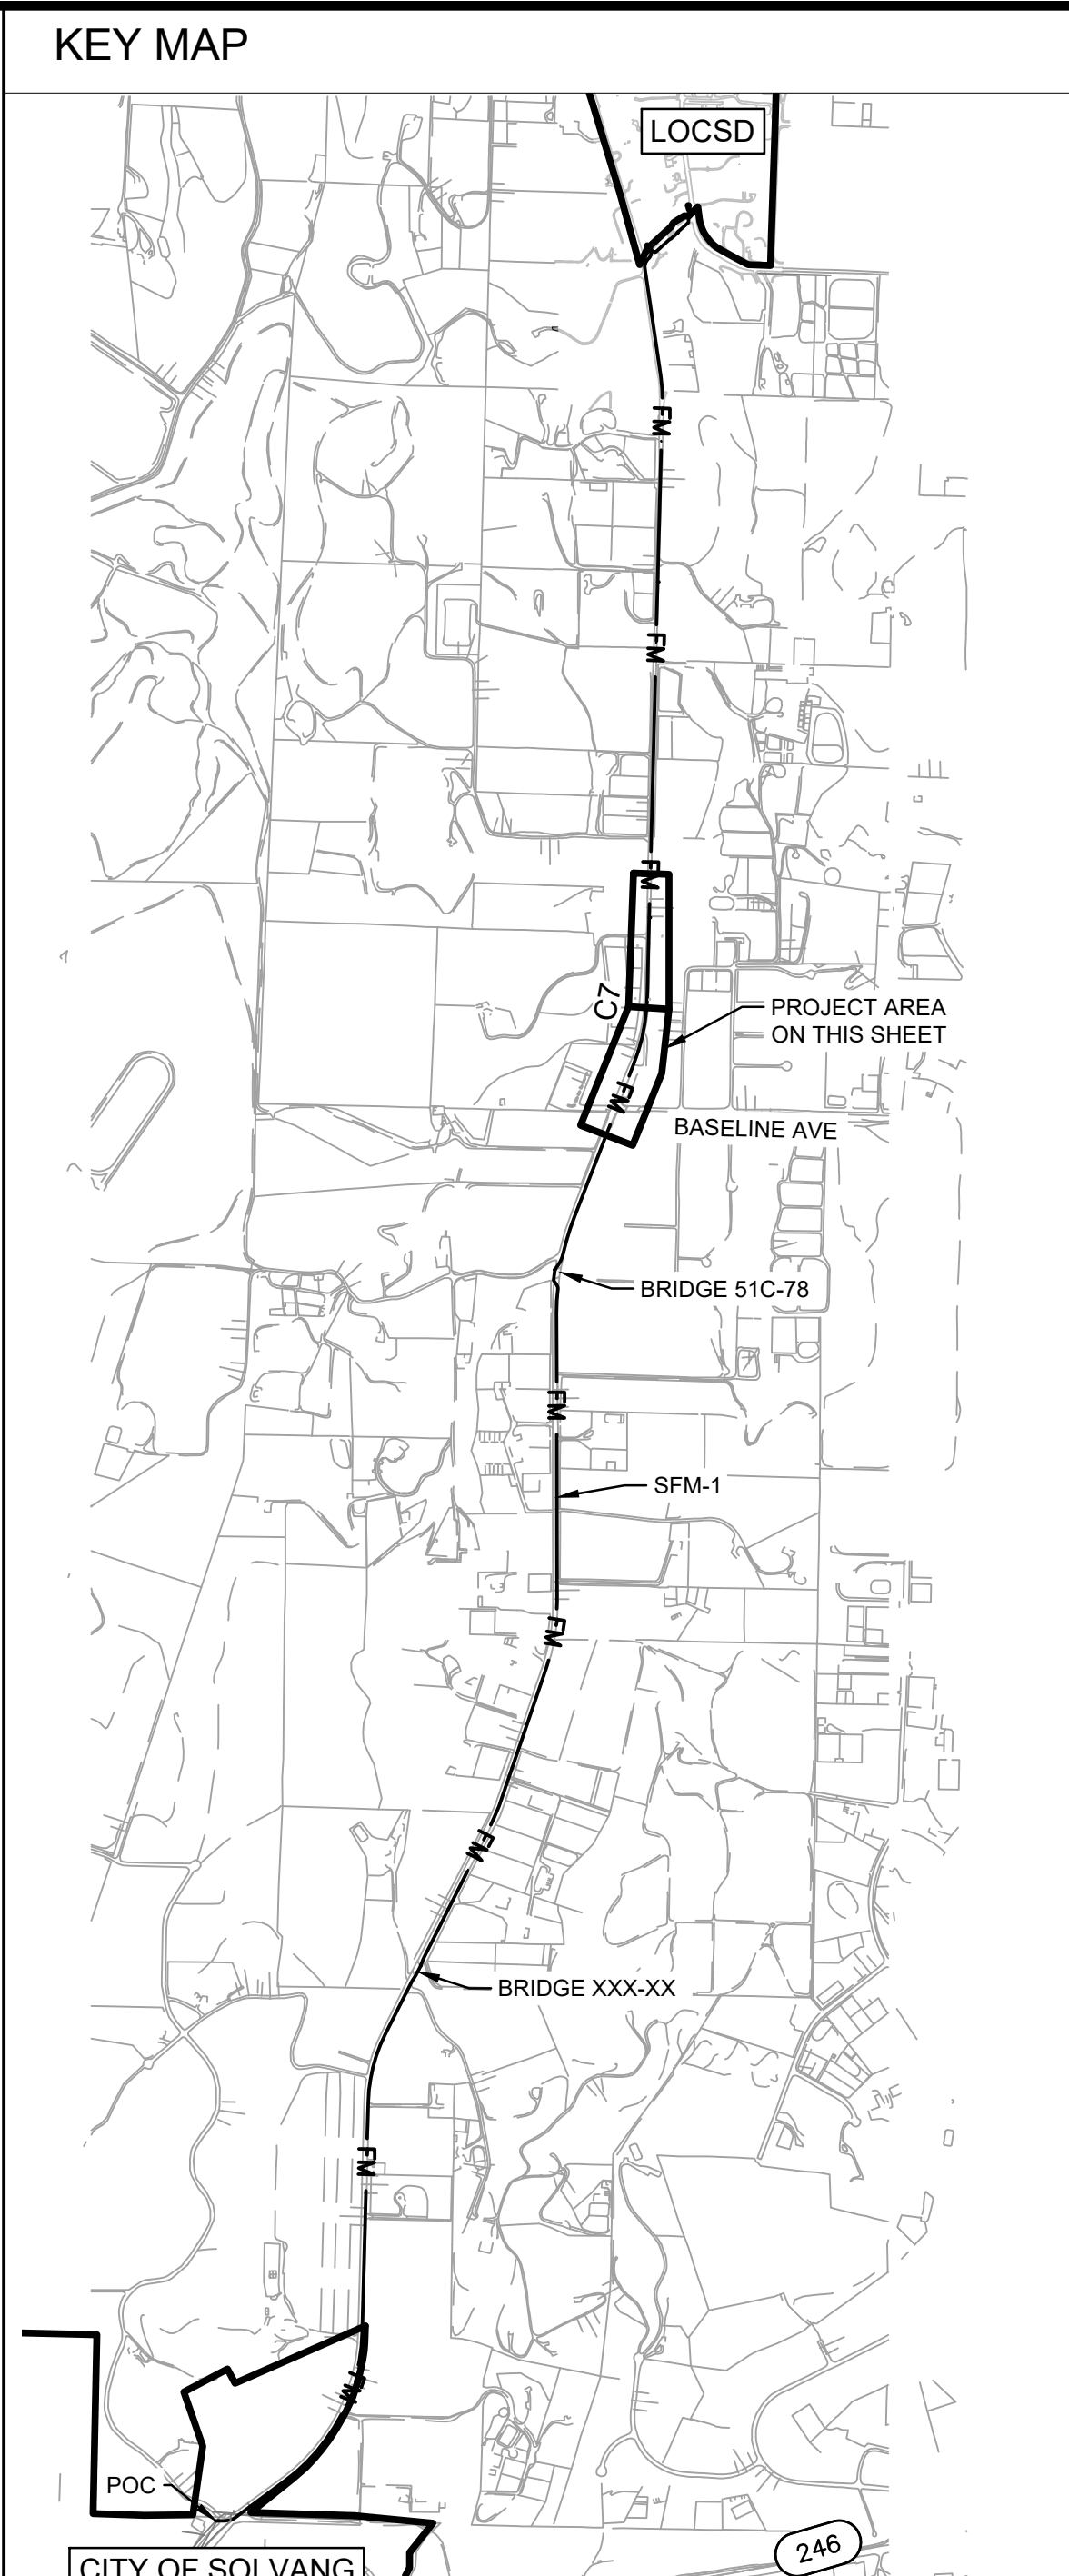 KEY MAP
LOCSD
FM
FM
FM
C7
PROJECT AREA
ON THIS SHEET
FM
BASELINE AVE
BRIDGE 51C-78
FM
SFM-1
FM
FM
BRIDGE XXX-XX
FM
FM
POC
246
CITY OF SOLVANG